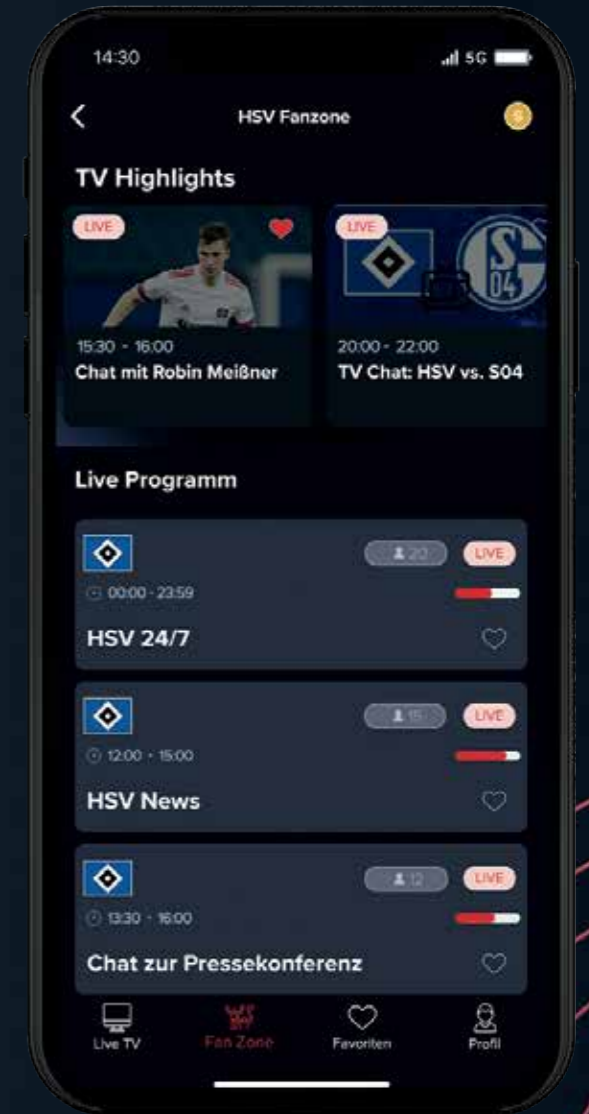 14:30
5G
HSV Fanzone
S
TV Highlights
LIVE
LIVE
S
04
15:30 - 16:00
20:00 - 22:00
Chat mit Robin Meißner
TV Chat: HSV vs. S04
Live Programm
20
LIVE
00:00 - 23:59
HSV 24/7
15
LIVE
12:00 - 15:00
HSV News
12
LIVE
13:30 - 16:00
Chat zur Pressekonferenz
Live TV
Fan Zone
Favoriten
Profil